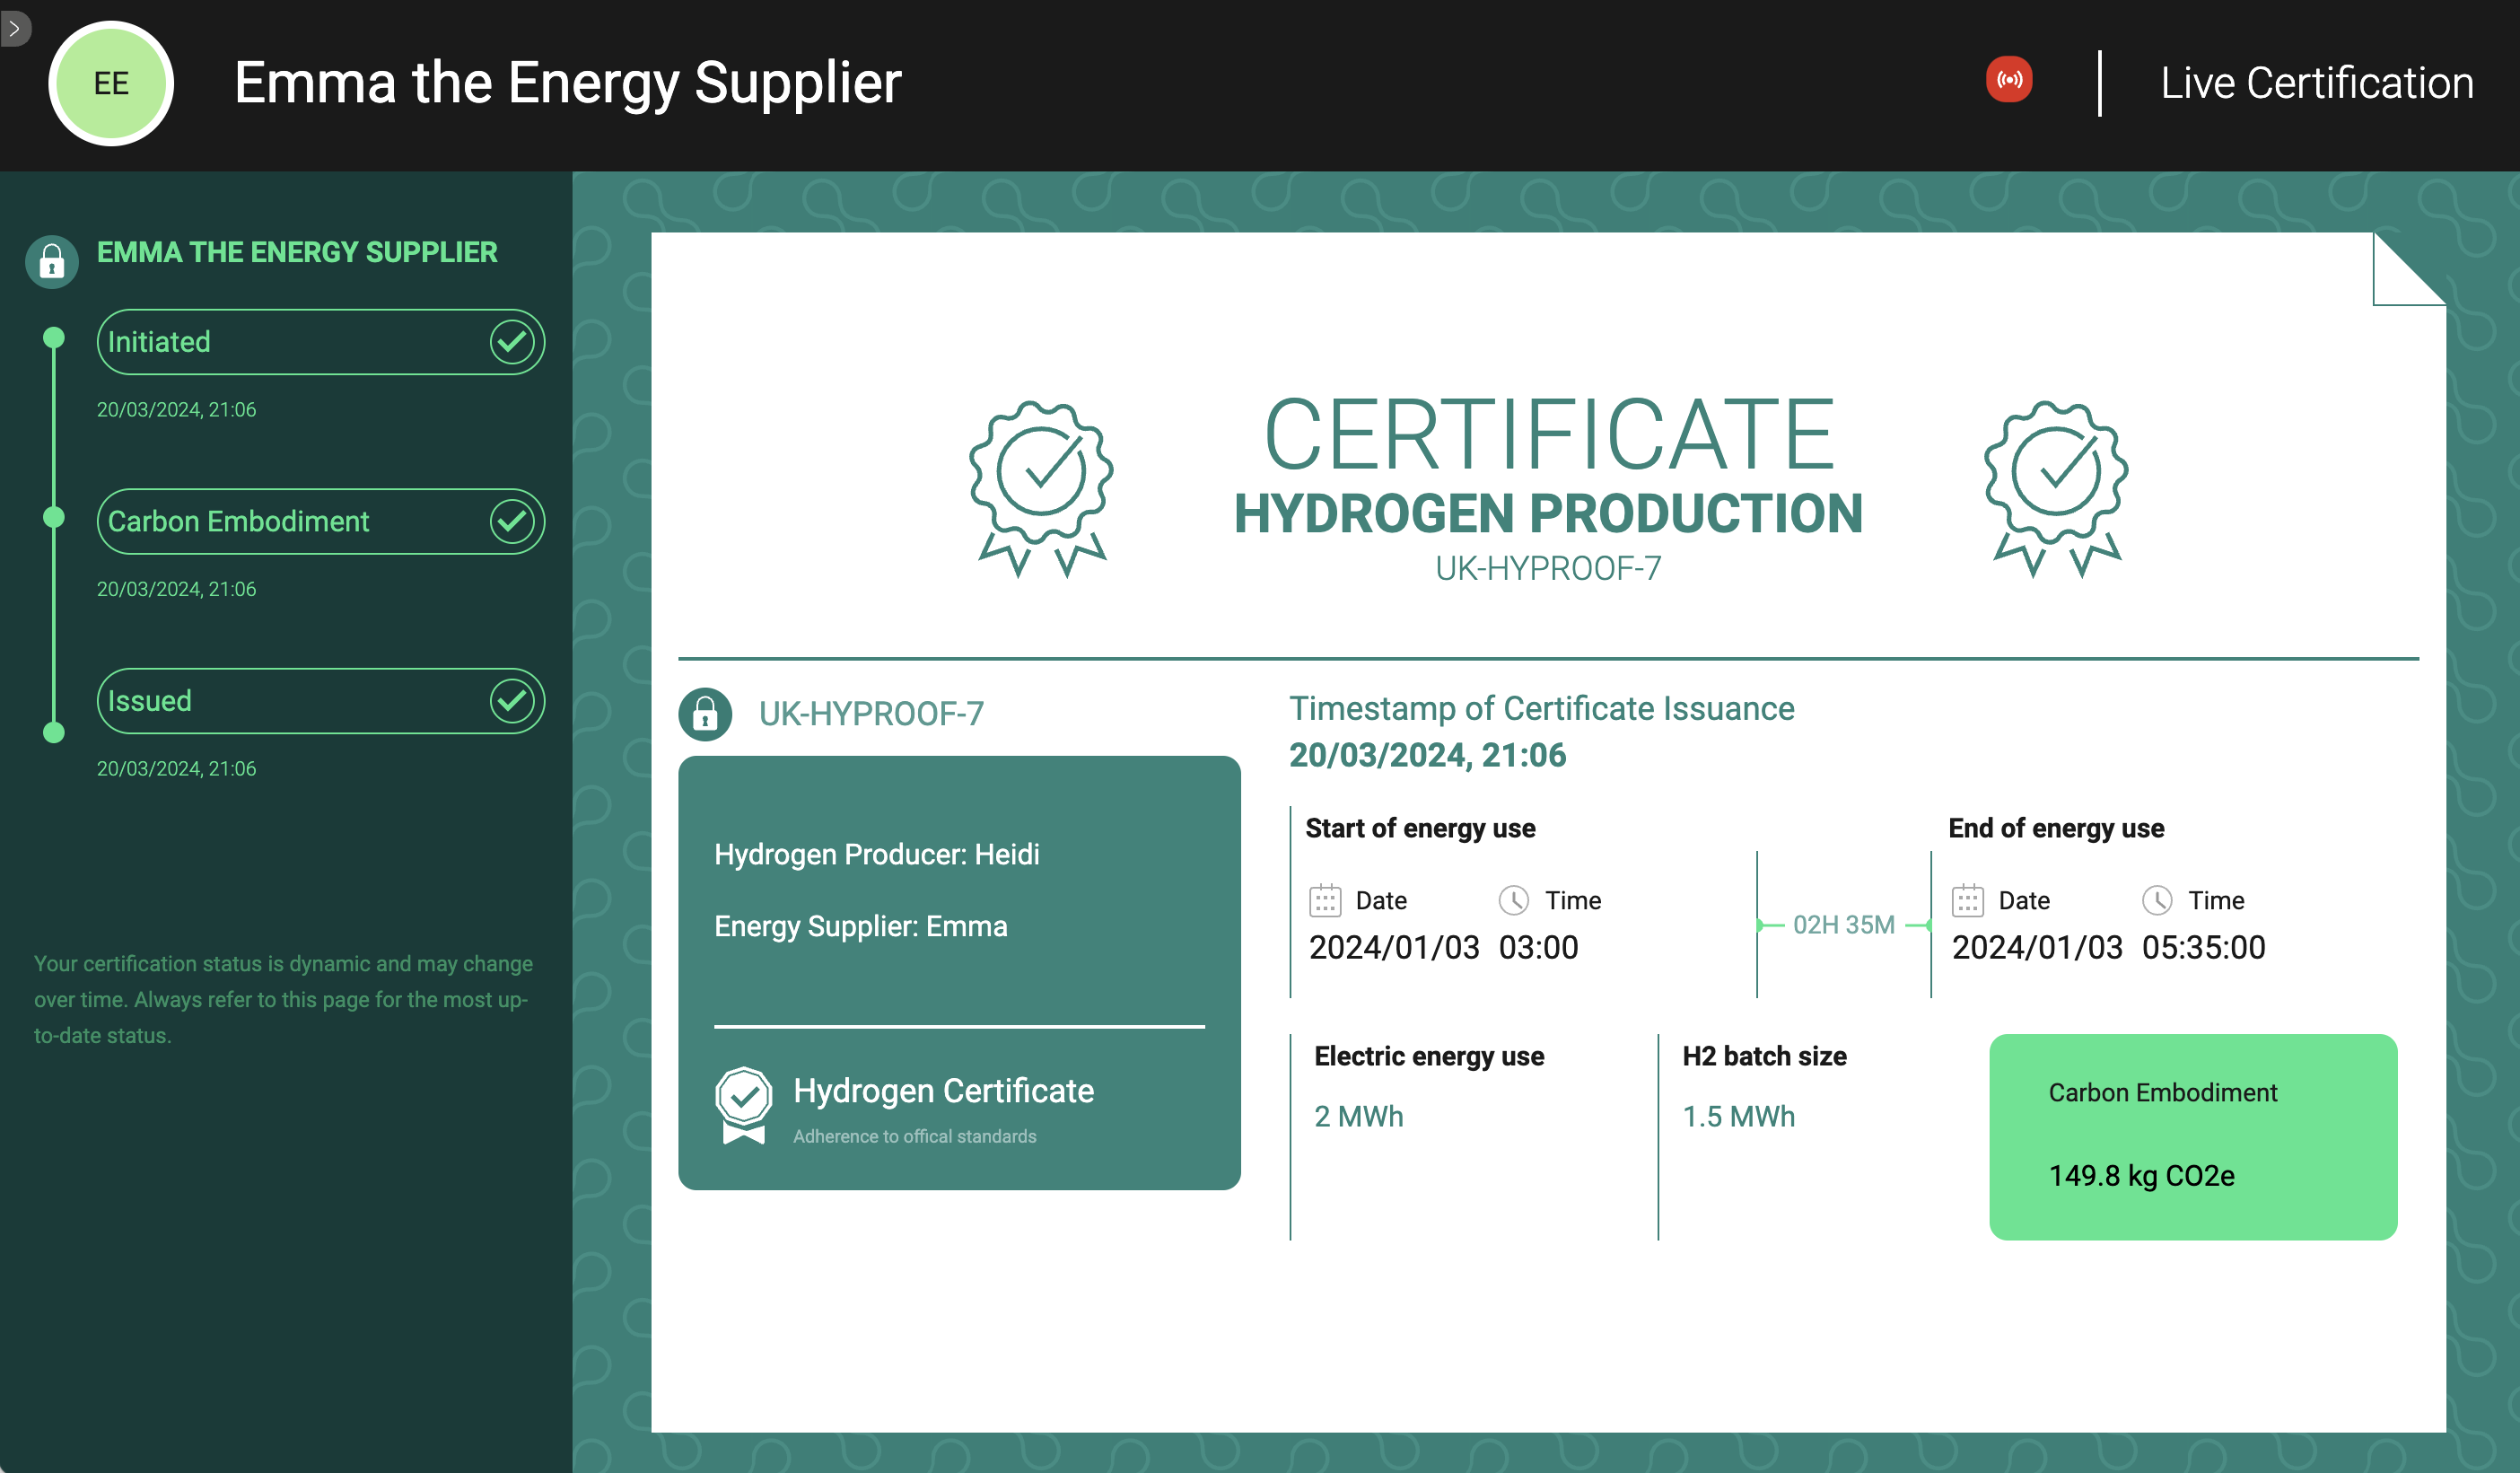 EE
Emma the Energy Supplier
Live Certification
EMMA THE ENERGY SUPPLIER
Initiated
20/03/2024, 21:06
Carbon Embodiment
20/03/2024, 21:06
Issued
20/03/2024, 21:06
Your certification status is dynamic and may change
over time. Always refer to this page for the most up-
to-date status.
CERTIFICATE
HYDROGEN PRODUCTION
UK-HYPROOF-7
UK-HYPROOF-7
Hydrogen Producer: Heidi
Energy Supplier: Emma
Hydrogen Certificate
Adherence to offical standards
Timestamp of Certificate Issuance
20/03/2024, 21:06
Start of energy use
Date Time
2024/01/03 03:00
02H 35M
End of energy use
Date Time
2024/01/03 05:35:00
Electric energy use
2 MWh
H2 batch size
1.5 MWh
Carbon Embodiment
149.8 kg CO2e